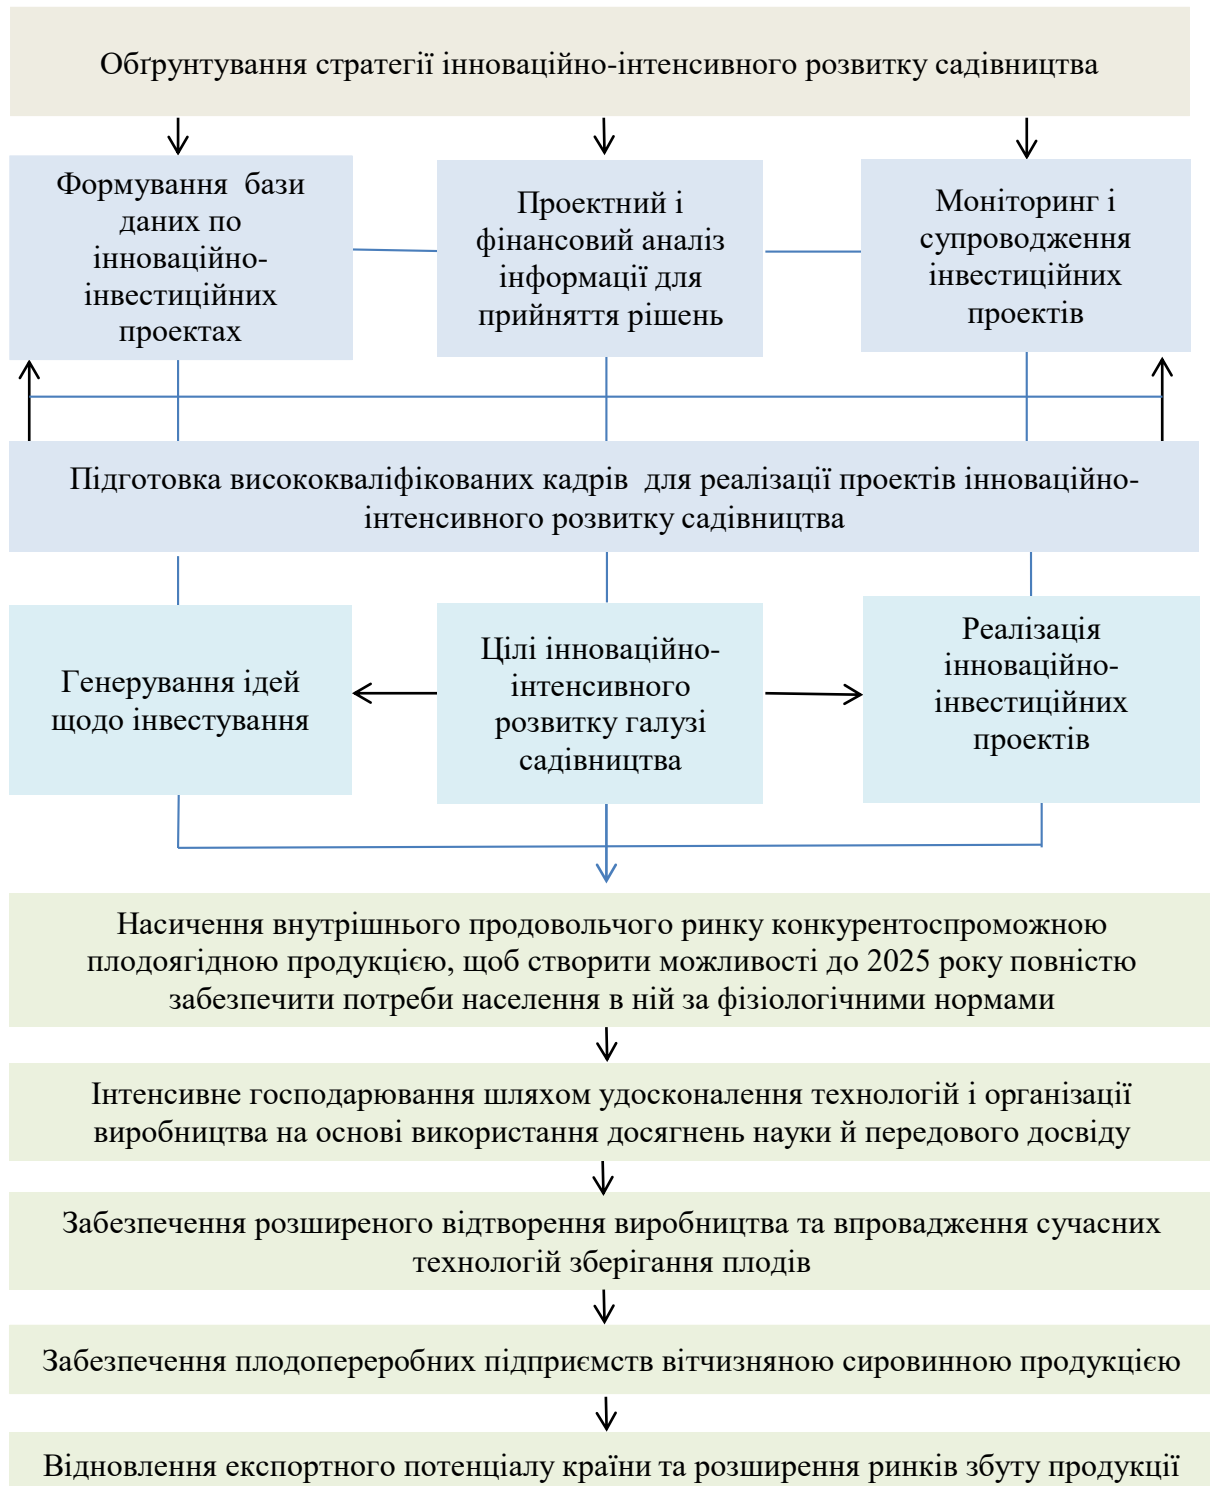 Обґрунтування стратегії інноваційно-інтенсивного розвитку садівництва
Формування бази
даних по
інноваційно-
інвестиційних
проектах
Проектний і
фінансовий аналіз
інформації для
прийняття рішень
Моніторинг і
супроводження
інвестиційних
проектів
Підготовка висококваліфікованих кадрів для реалізації проектів інноваційно-
інтенсивного розвитку садівництва
Генерування ідей
щодо інвестування
Цілі інноваційно-
інтенсивного
розвитку галузі
садівництва
Реалізація
інноваційно-
інвестиційних
проектів
Насичення внутрішнього продовольчого ринку конкурентоспроможною
плодоягідною продукцією, щоб створити можливості до 2025 року повністю
забезпечити потреби населення в ній за фізіологічними нормами
Інтенсивне господарювання шляхом удосконалення технологій і організації
виробництва на основі використання досягнень науки й передового досвіду
Забезпечення розширеного відтворення виробництва та впровадження сучасних
технологій зберігання плодів
Забезпечення плодопереробних підприємств вітчизняною сировинною продукцією
Відновлення експортного потенціалу країни та розширення ринків збуту продукції